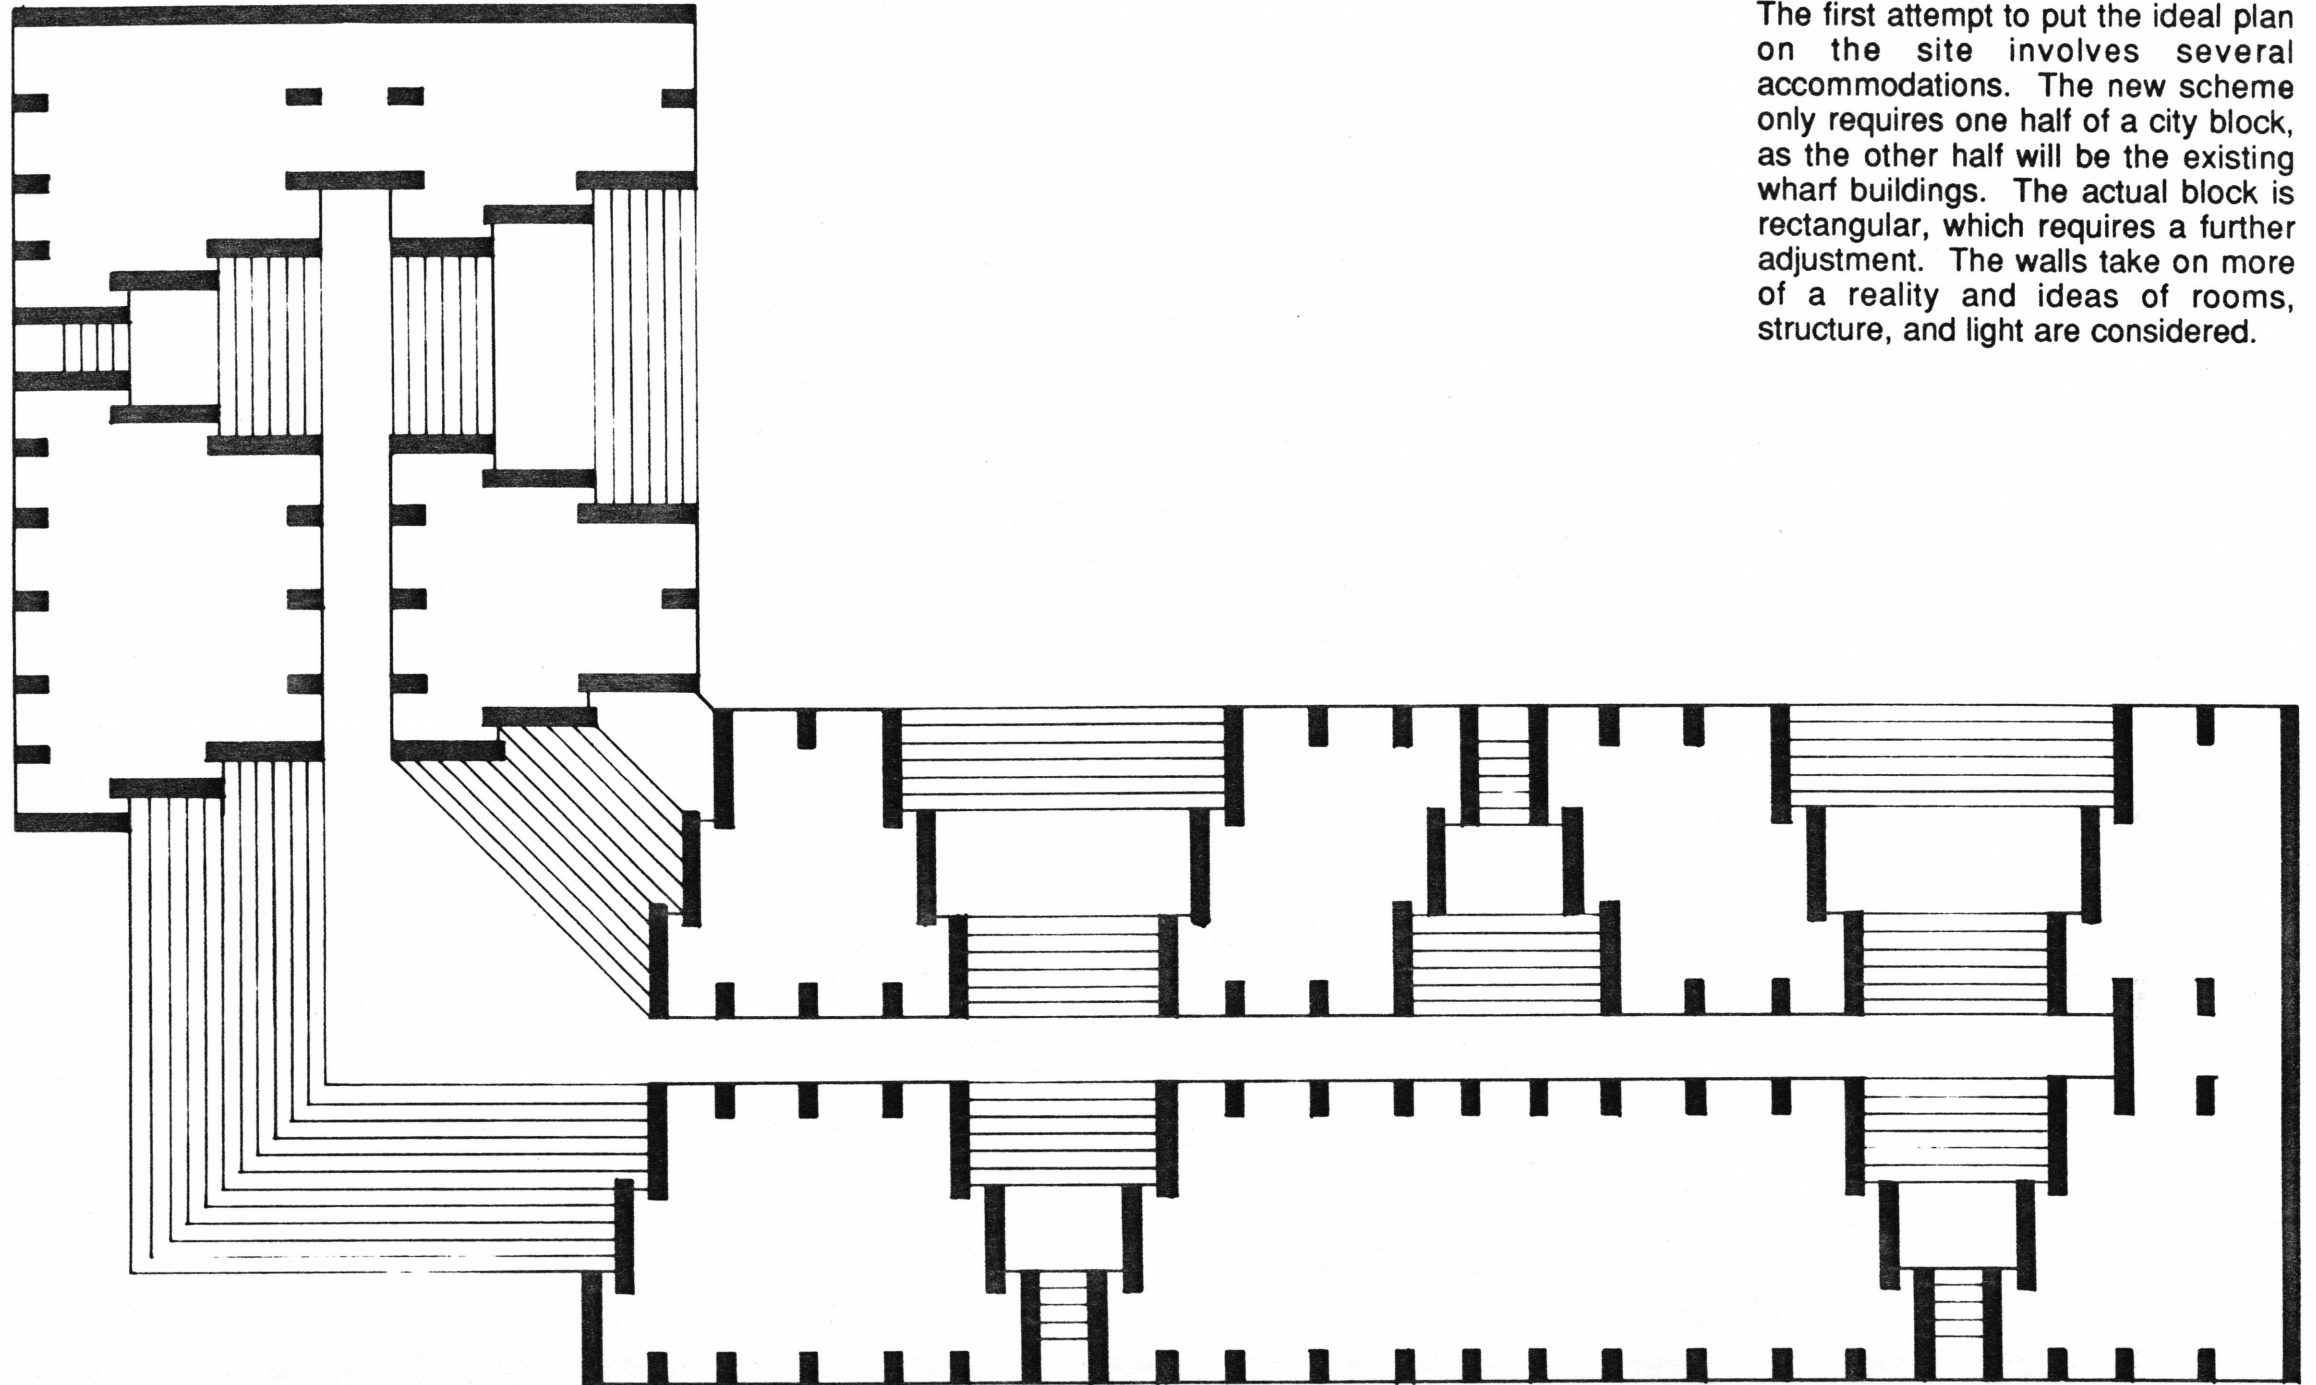 The first attempt to put the ideal plan
on the site involves several
accommodations. The new scheme
only requires one half of a city block,
as the other half will be the existing
wharf buildings. The actual block is
rectangular, which requires a further
adjustment. The walls take on more
of a reality and ideas of rooms,
structure, and light are considered.